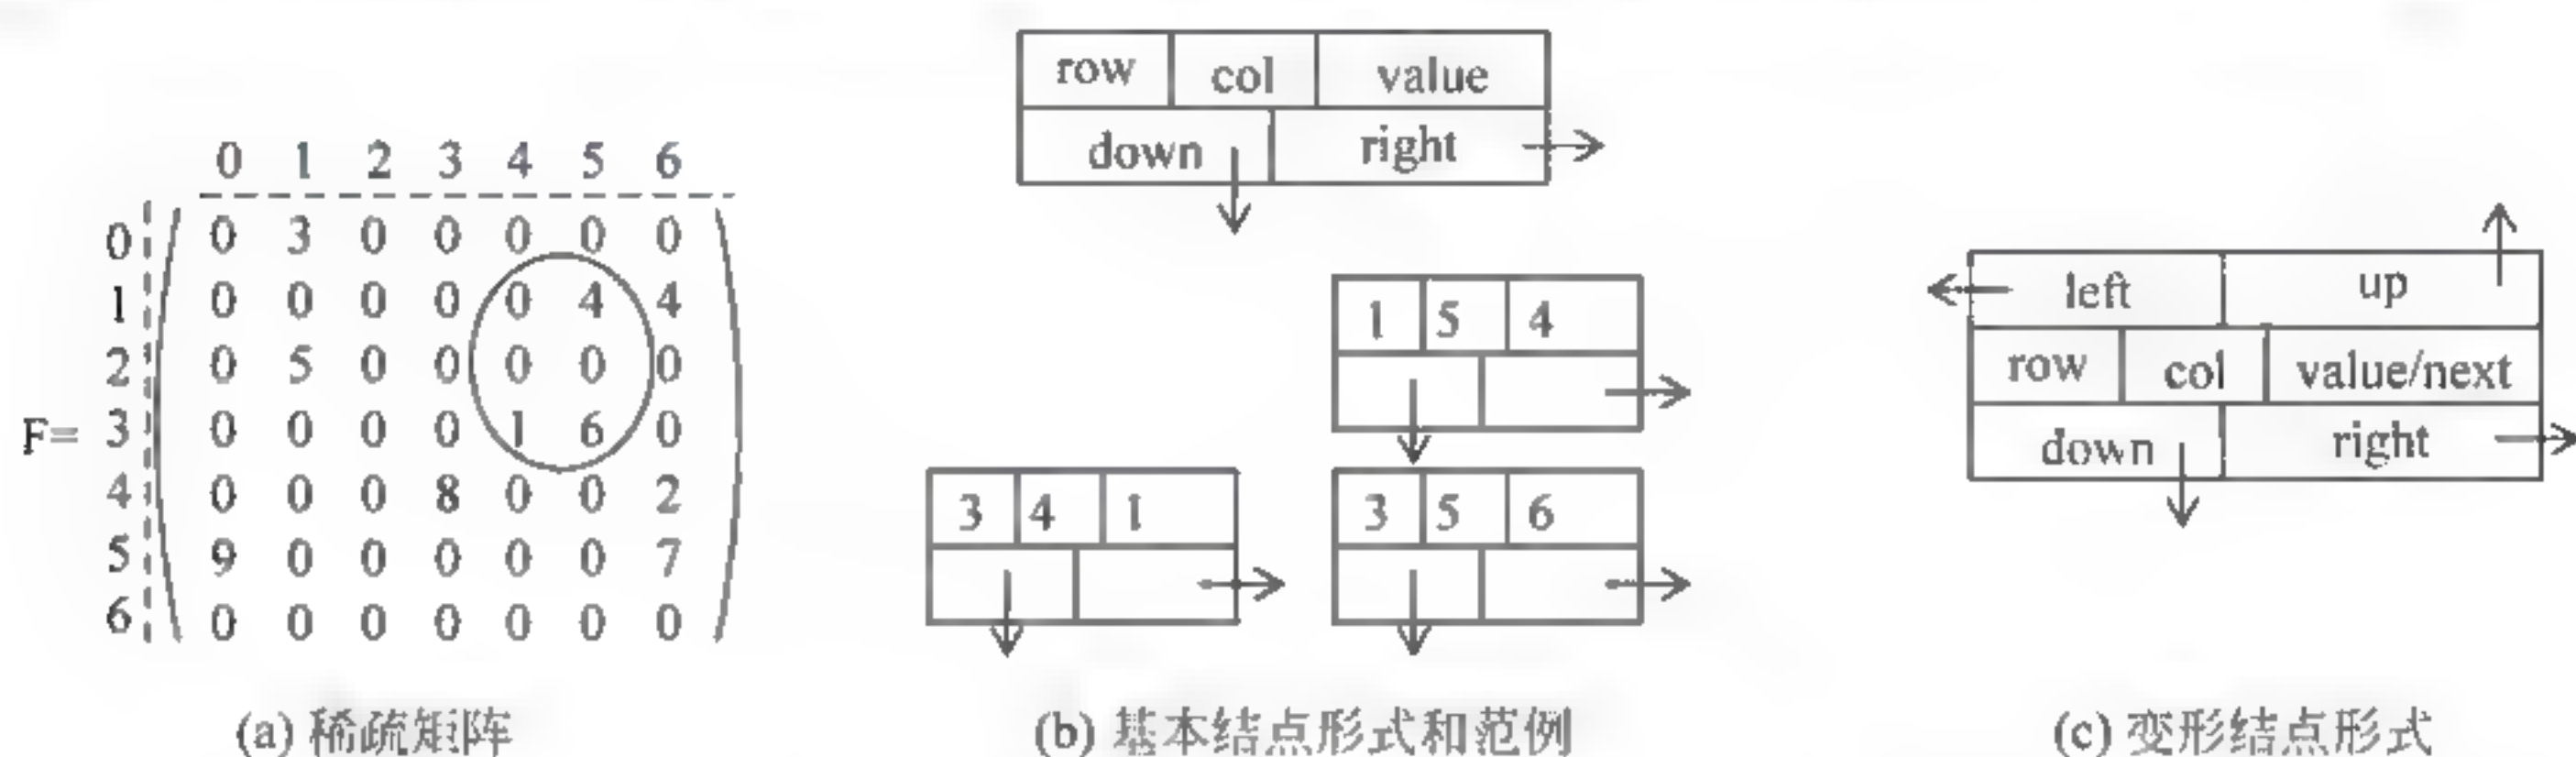 0 1 2 3 4 5 6
0 0 3 0 0 0 0 0
1 0 0 0 0 0 4 4
2 0 5 0 0 0 0 0
F= 3 0 0 0 0 1 6 0
4 0 0 0 8 0 0 2
5 9 0 0 0 0 0 7
6 0 0 0 0 0 0 0
(a) 稀疏矩阵
row col value
down right
1 5 4
3 4 1
3 5 6
(b) 基本结点形式和范例
left up
row col value/next
down right
(c) 变形结点形式